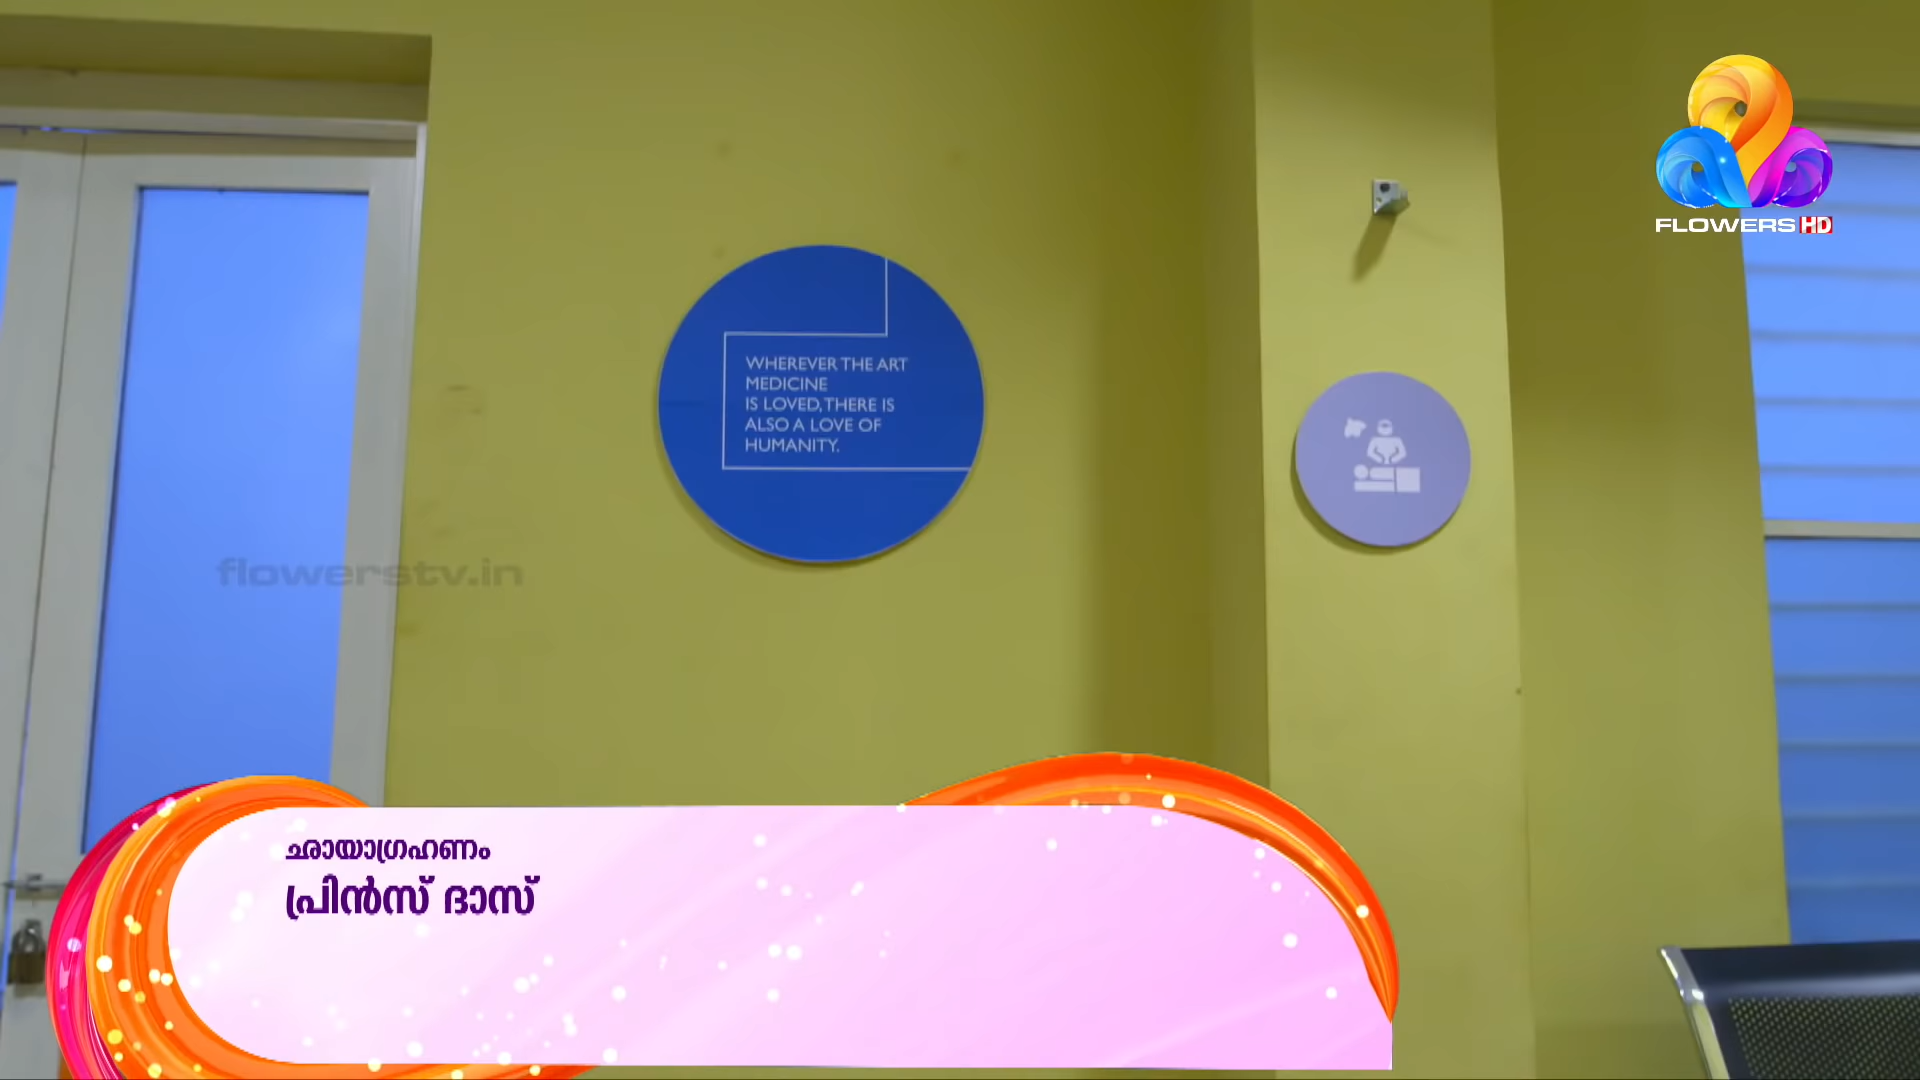 FLOWERS HD
WHEREVER THE ART
MEDICINE
IS LOVED, THERE IS
ALSO A LOVE OF
HUMANITY.
flowerstv.in
ഛായാഗ്രഹണം
പ്രിൻസ് ദാസ്